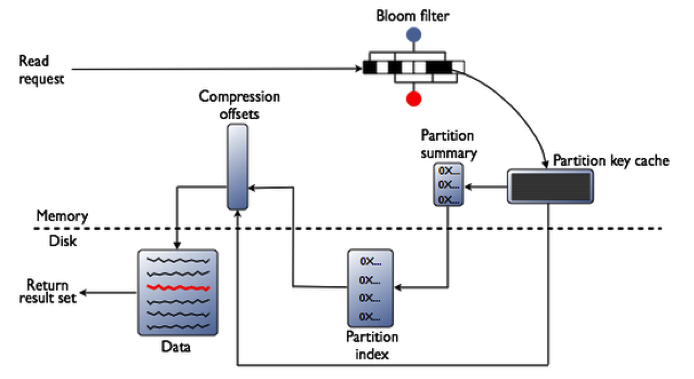 Bloom filter
Read
request
Compression
offsets
Partition
summary
0X...
0X...
0X...
Partition key cache
Memory
Disk
Return
result set
Data
0X...
0X...
0X...
0X...
Partition
index